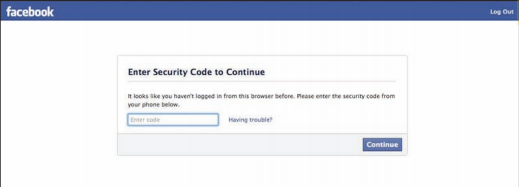 facebook
Log Out
Enter Security Code to Continue
It looks like you haven't logged in from this browser before. Please enter the security code from
your phone below.
Enter code
Having trouble?
Continue